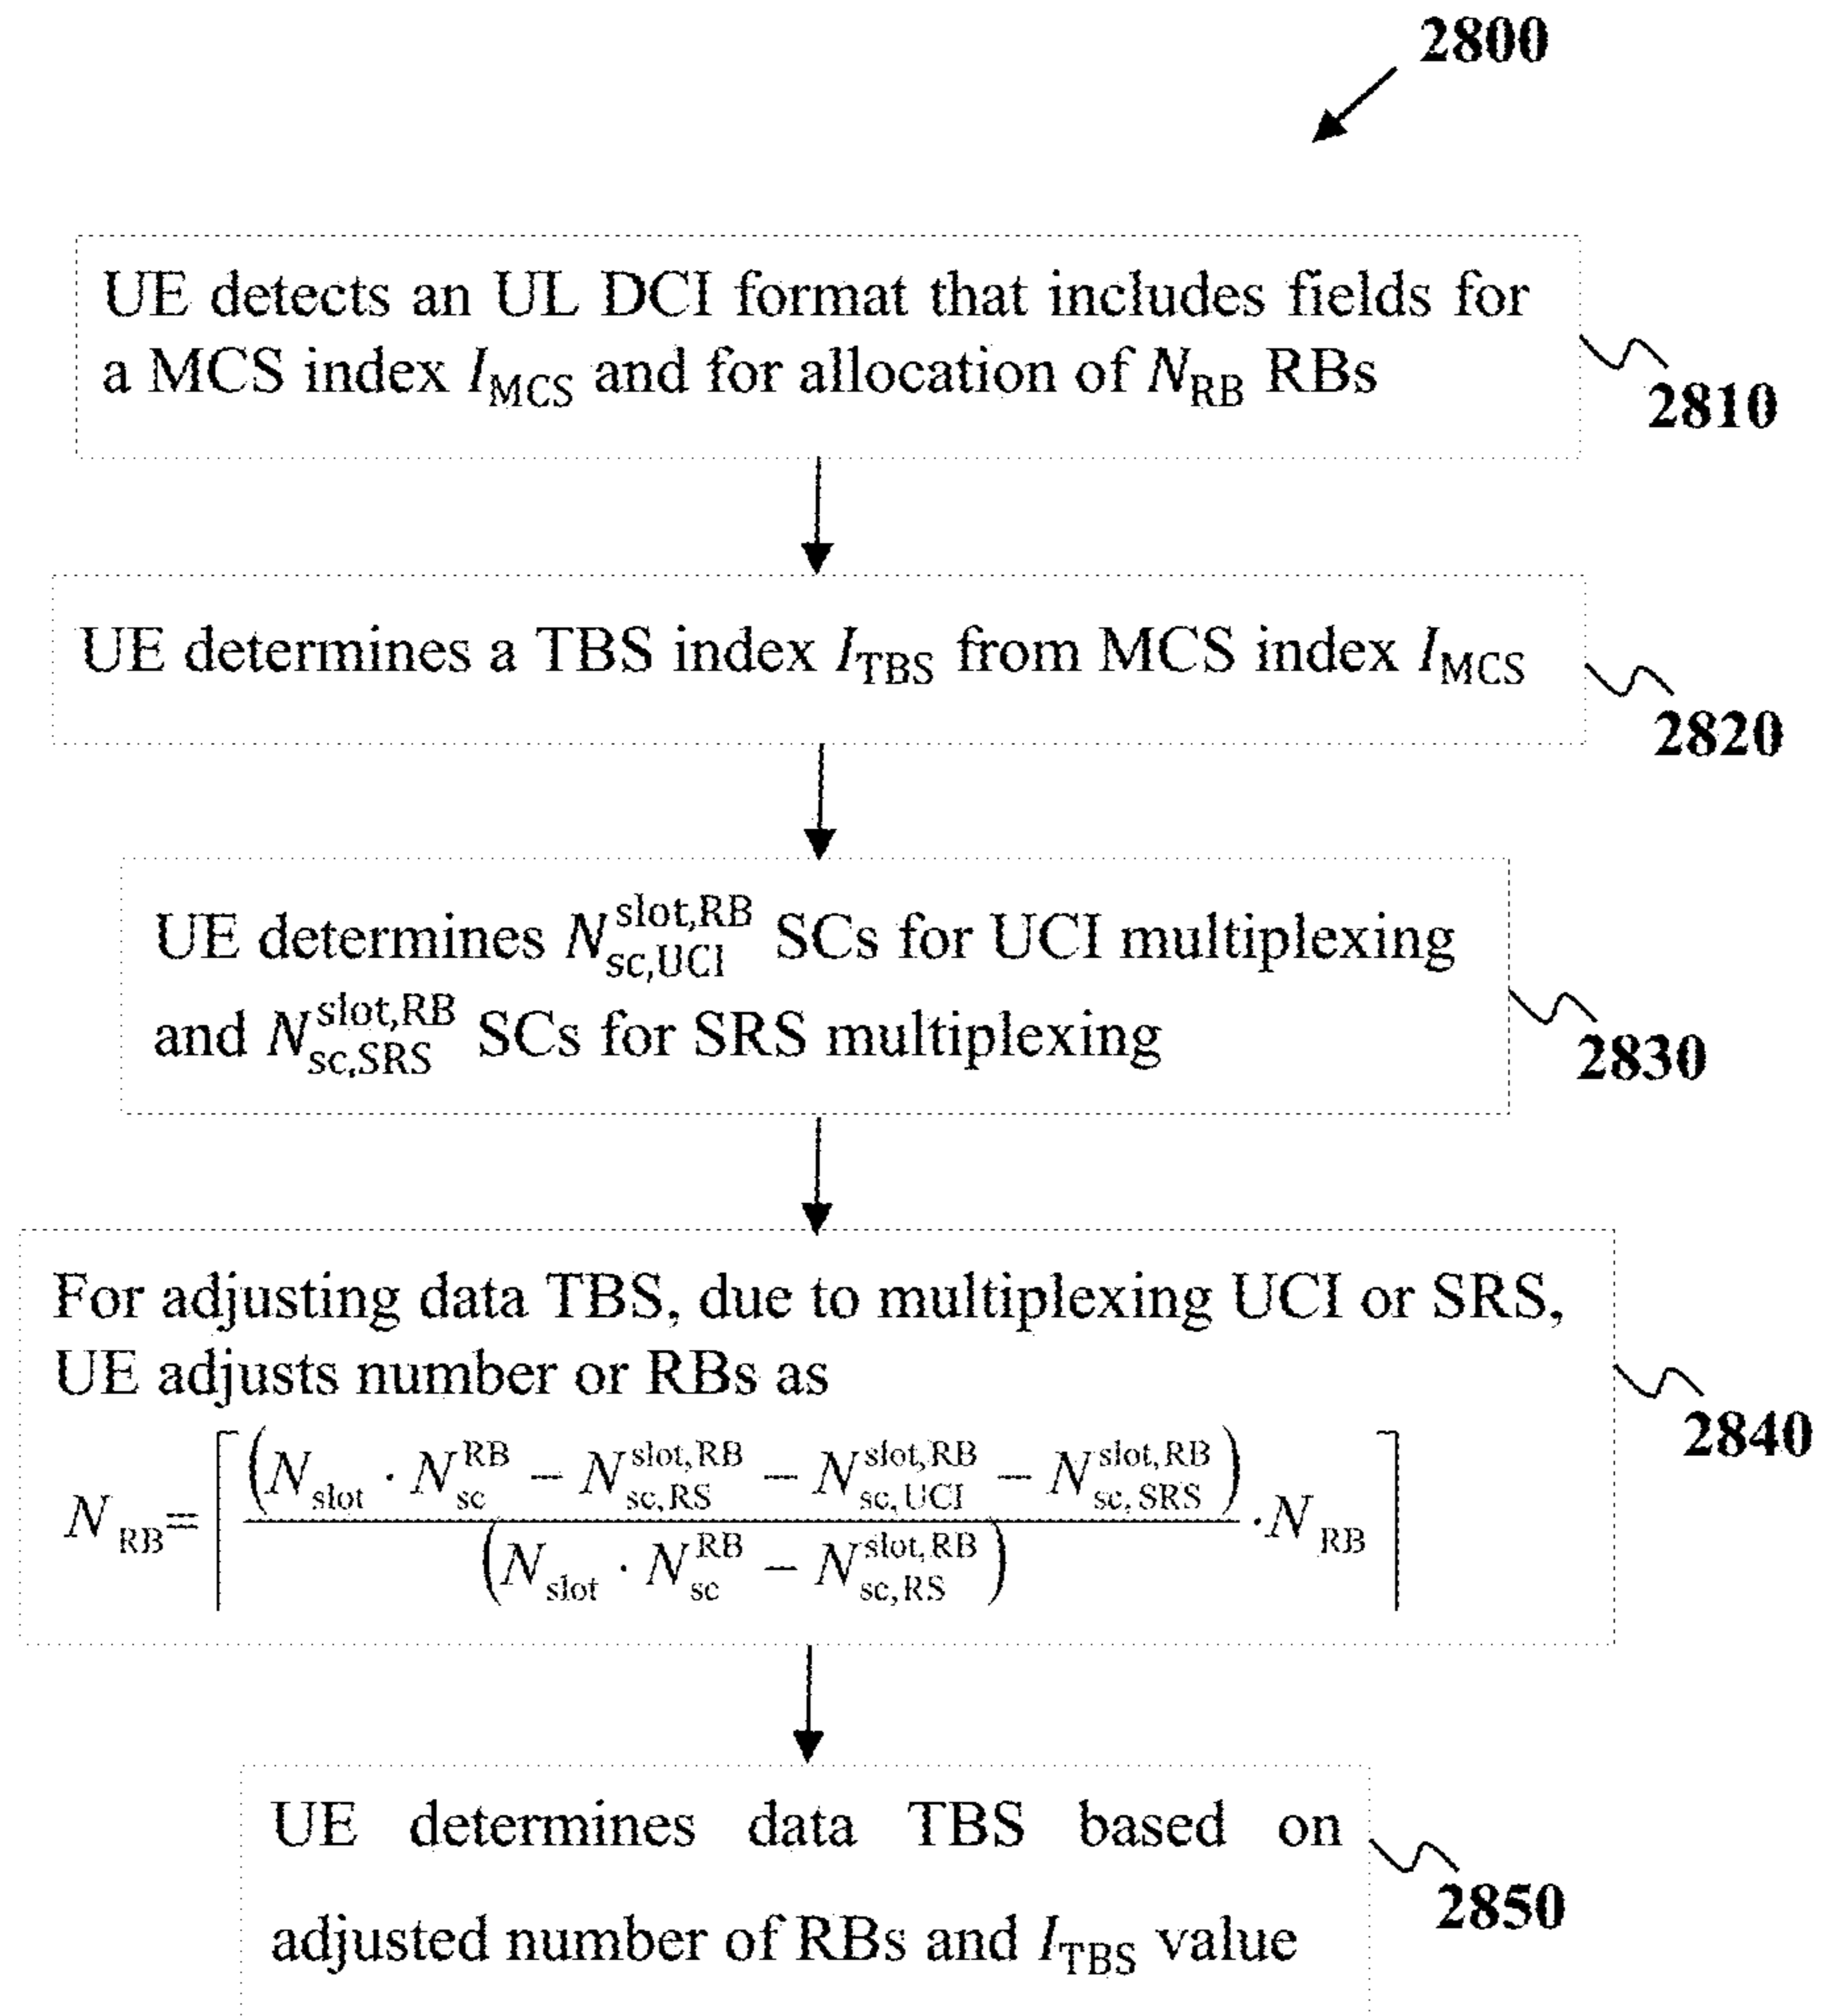 2800
UE detects an UL DCI format that includes fields for
a MCS index I_MCS and for allocation of N_RB RBs
2810
UE determines a TBS index I_TBS from MCS index I_MCS
2820
UE determines N_sc,UCI^slot,RB SCs for UCI multiplexing
and N_sc,SRS^slot,RB SCs for SRS multiplexing
2830
For adjusting data TBS, due to multiplexing UCI or SRS,
UE adjusts number or RBs as
2840
N_RB = ⌈ (N_slot · N_sc^RB − N_sc,RS^slot,RB − N_sc,UCI^slot,RB − N_sc,SRS^slot,RB) / (N_slot · N_sc^RB − N_sc,RS^slot,RB) · N_RB ⌉
UE determines data TBS based on
adjusted number of RBs and I_TBS value
2850